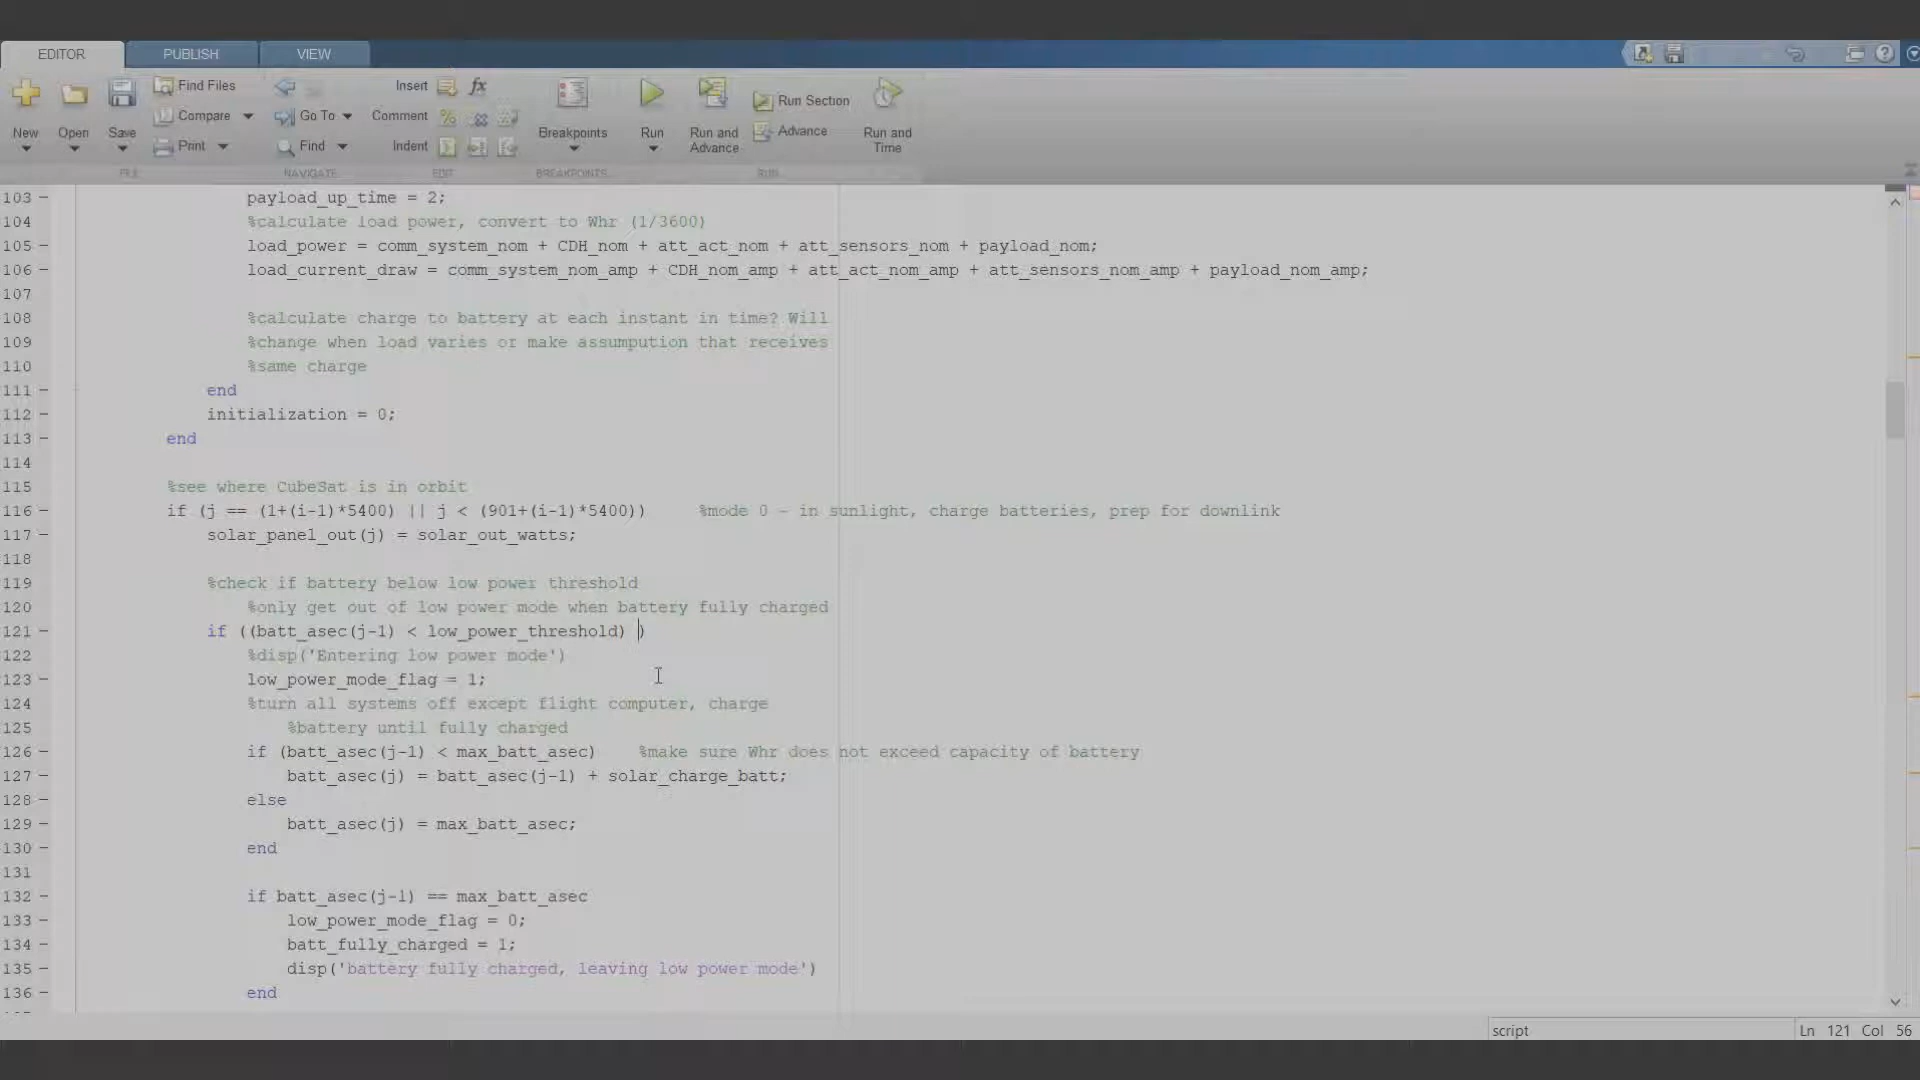 EDITOR PUBLISH VIEW
New Open Save
Find Files
Compare
Print
Go To
Find
Insert fx
Comment
Indent
Breakpoints
Run
Run and Advance
Run Section
Advance
Run and Time
FILE NAVIGATE EDIT BREAKPOINTS RUN
103 payload_up_time = 2;
104 %calculate load power, convert to Whr (1/3600)
105 load_power = comm_system_nom + CDH_nom + att_act_nom + att_sensors_nom + payload_nom;
106 load_current_draw = comm_system_nom_amp + CDH_nom_amp + att_act_nom_amp + att_sensors_nom_amp + payload_nom_amp;
107
108 %calculate charge to battery at each instant in time? Will
109 %change when load varies or make assumpution that receives
110 %same charge
111 end
112 initialization = 0;
113 end
114
115 %see where CubeSat is in orbit
116 if (j == (1+(i-1)*5400) || j < (901+(i-1)*5400)) %mode 0 - in sunlight, charge batteries, prep for downlink
117 solar_panel_out(j) = solar_out_watts;
118
119 %check if battery below low power threshold
120 %only get out of low power mode when battery fully charged
121 if ((batt_asec(j-1) < low_power_threshold) )
122 %disp('Entering low power mode')
123 low_power_mode_flag = 1;
124 %turn all systems off except flight computer, charge
125 %battery until fully charged
126 if (batt_asec(j-1) < max_batt_asec) %make sure Whr does not exceed capacity of battery
127 batt_asec(j) = batt_asec(j-1) + solar_charge_batt;
128 else
129 batt_asec(j) = max_batt_asec;
130 end
131
132 if batt_asec(j-1) == max_batt_asec
133 low_power_mode_flag = 0;
134 batt_fully_charged = 1;
135 disp('battery fully charged, leaving low power mode')
136 end
script Ln 121 Col 56